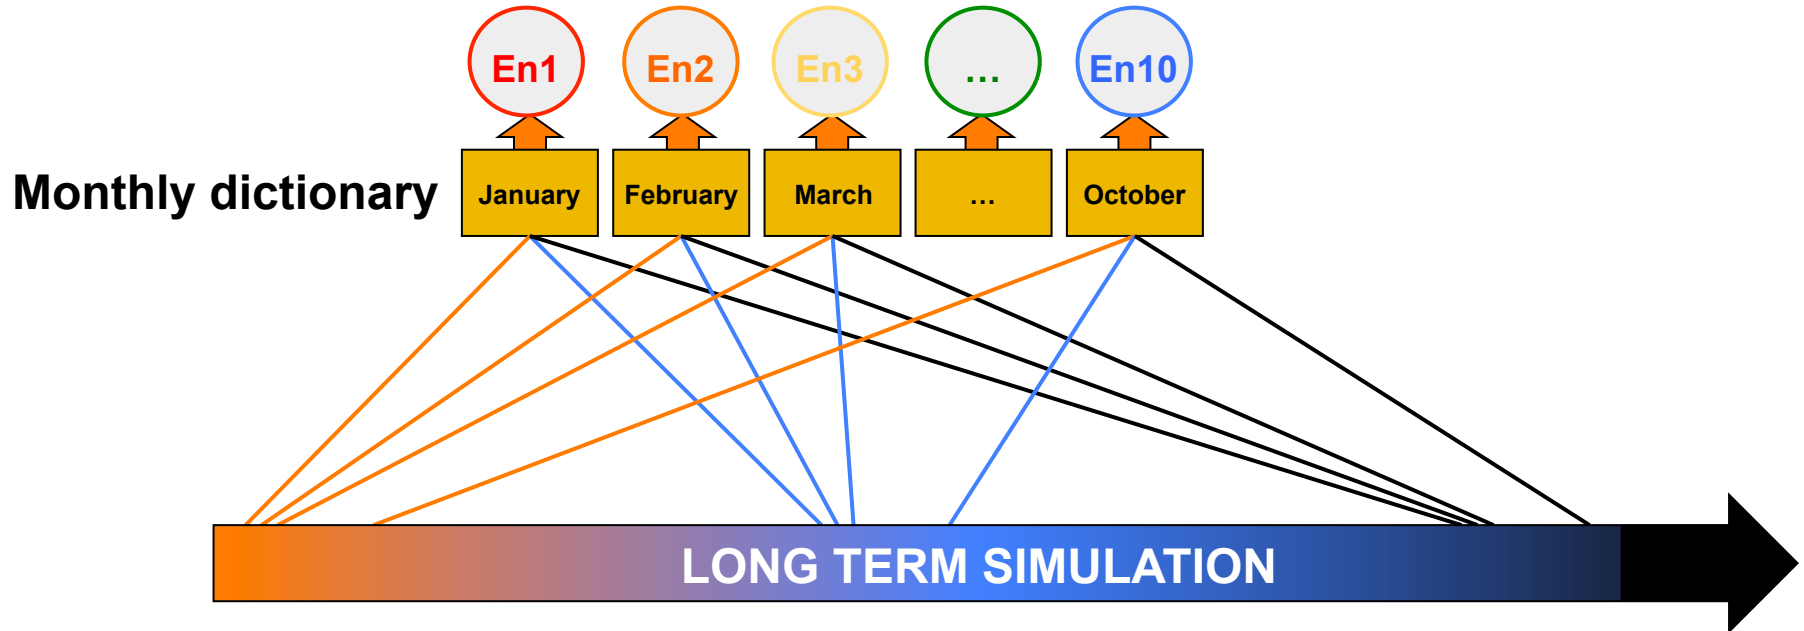 En1 En2 En3 … En10
Monthly dictionary January February March … October
LONG TERM SIMULATION